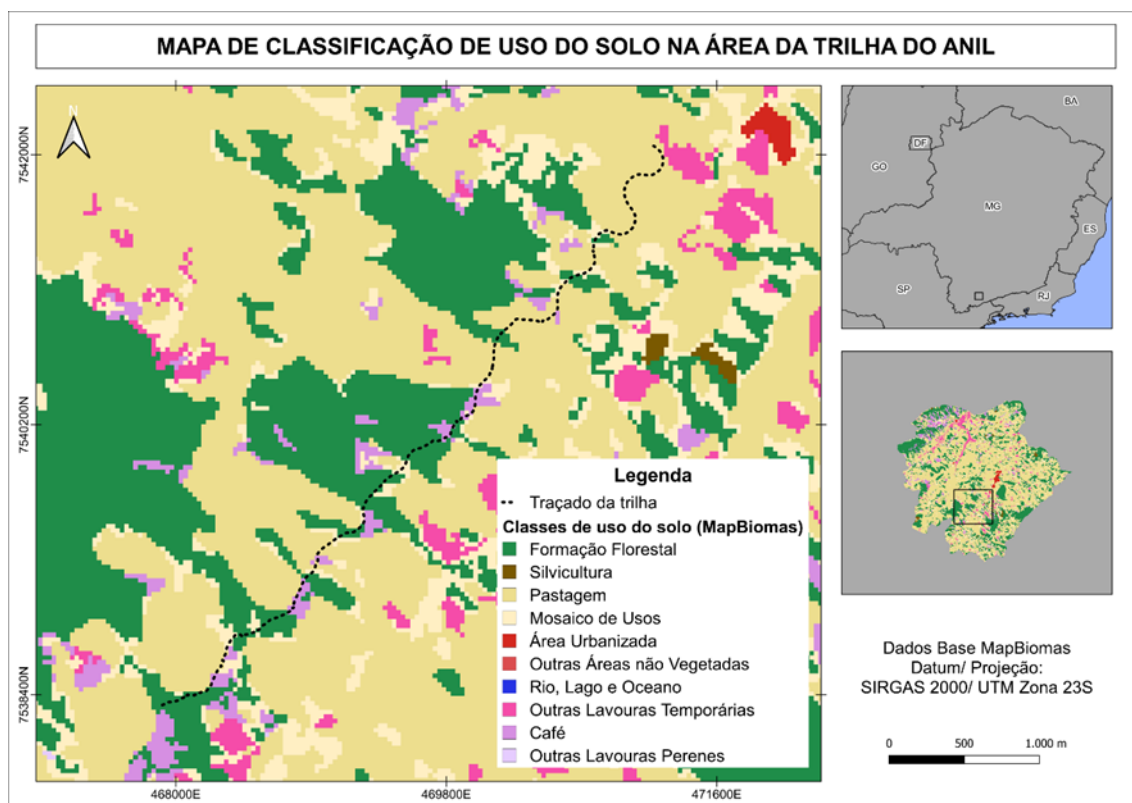 MAPA DE CLASSIFICAÇÃO DE USO DO SOLO NA ÁREA DA TRILHA DO ANIL
N
7542000N
7540200N
7538400N
468000E
469800E
471600E
Legenda
Traçado da trilha
Classes de uso do solo (MapBiomas)
Formação Florestal
Silvicultura
Pastagem
Mosaico de Usos
Área Urbanizada
Outras Áreas não Vegetadas
Rio, Lago e Oceano
Outras Lavouras Temporárias
Café
Outras Lavouras Perenes
BA
DF
GO
MG
ES
SP
RJ
Dados Base MapBiomas
Datum/ Projeção:
SIRGAS 2000/ UTM Zona 23S
0 500 1.000 m